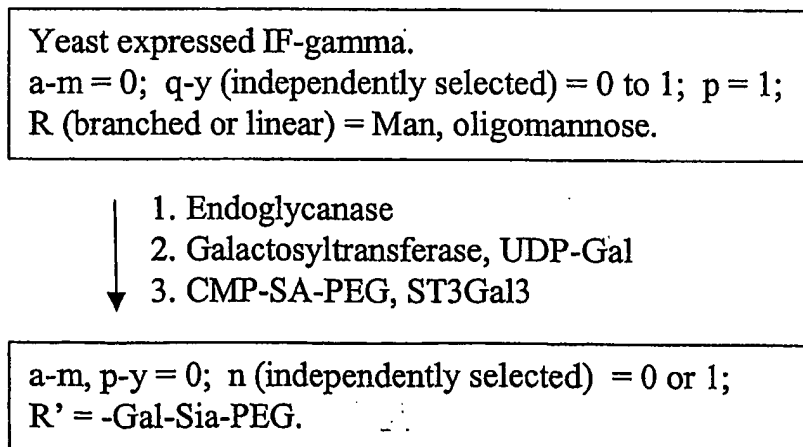 Yeast expressed IF-gamma.
a-m = 0; q-y (independently selected) = 0 to 1; p = 1;
R (branched or linear) = Man, oligomannose.
1. Endoglycanase
2. Galactosyltransferase, UDP-Gal
3. CMP-SA-PEG, ST3Gal3
a-m, p-y = 0; n (independently selected) = 0 or 1;
R' = -Gal-Sia-PEG.